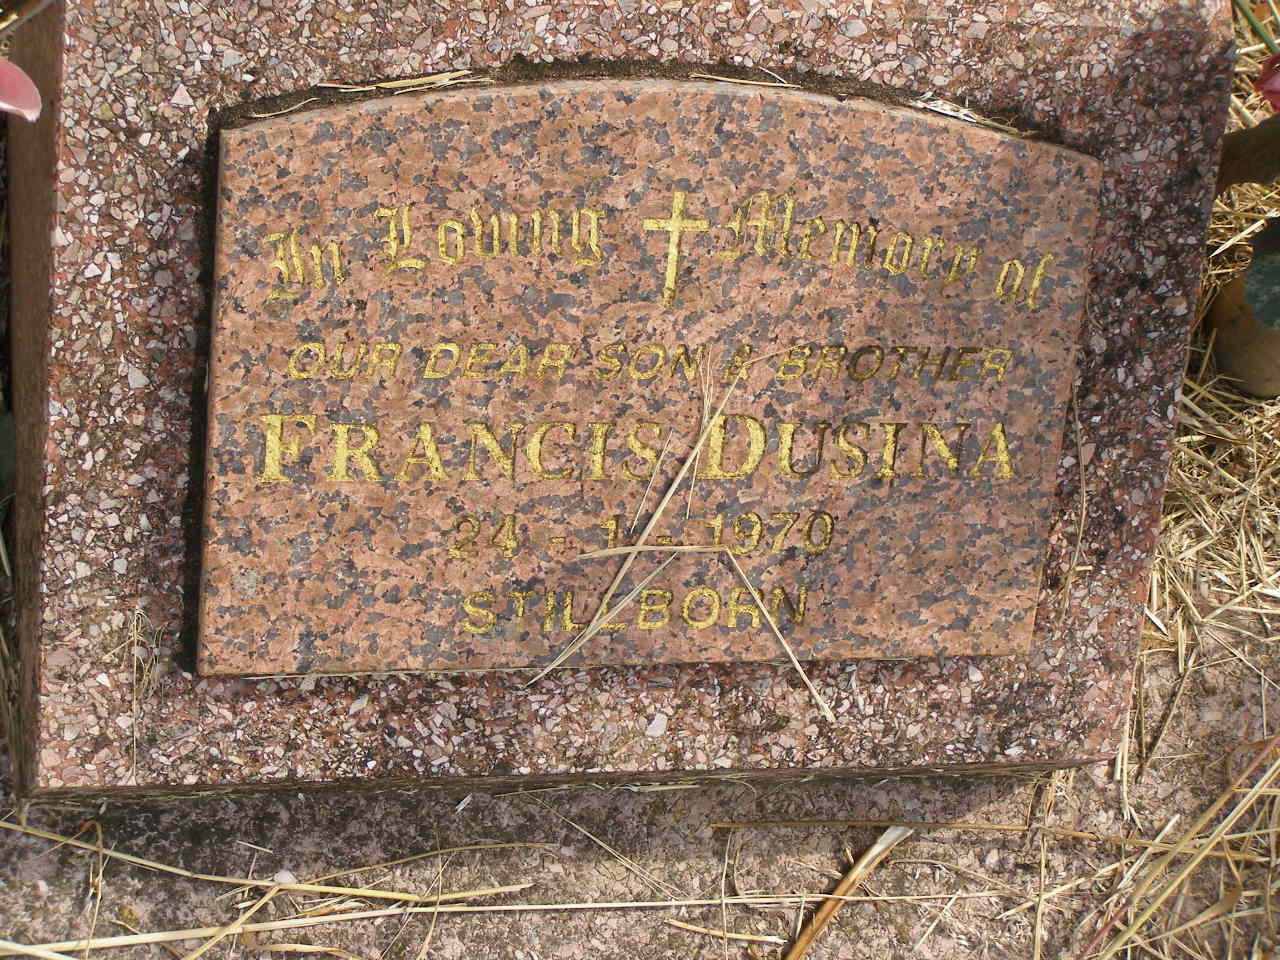 In Loving Memory of
OUR DEAR SON & BROTHER
FRANCIS DUSINA
24 - 1 - 1970
STILLBORN